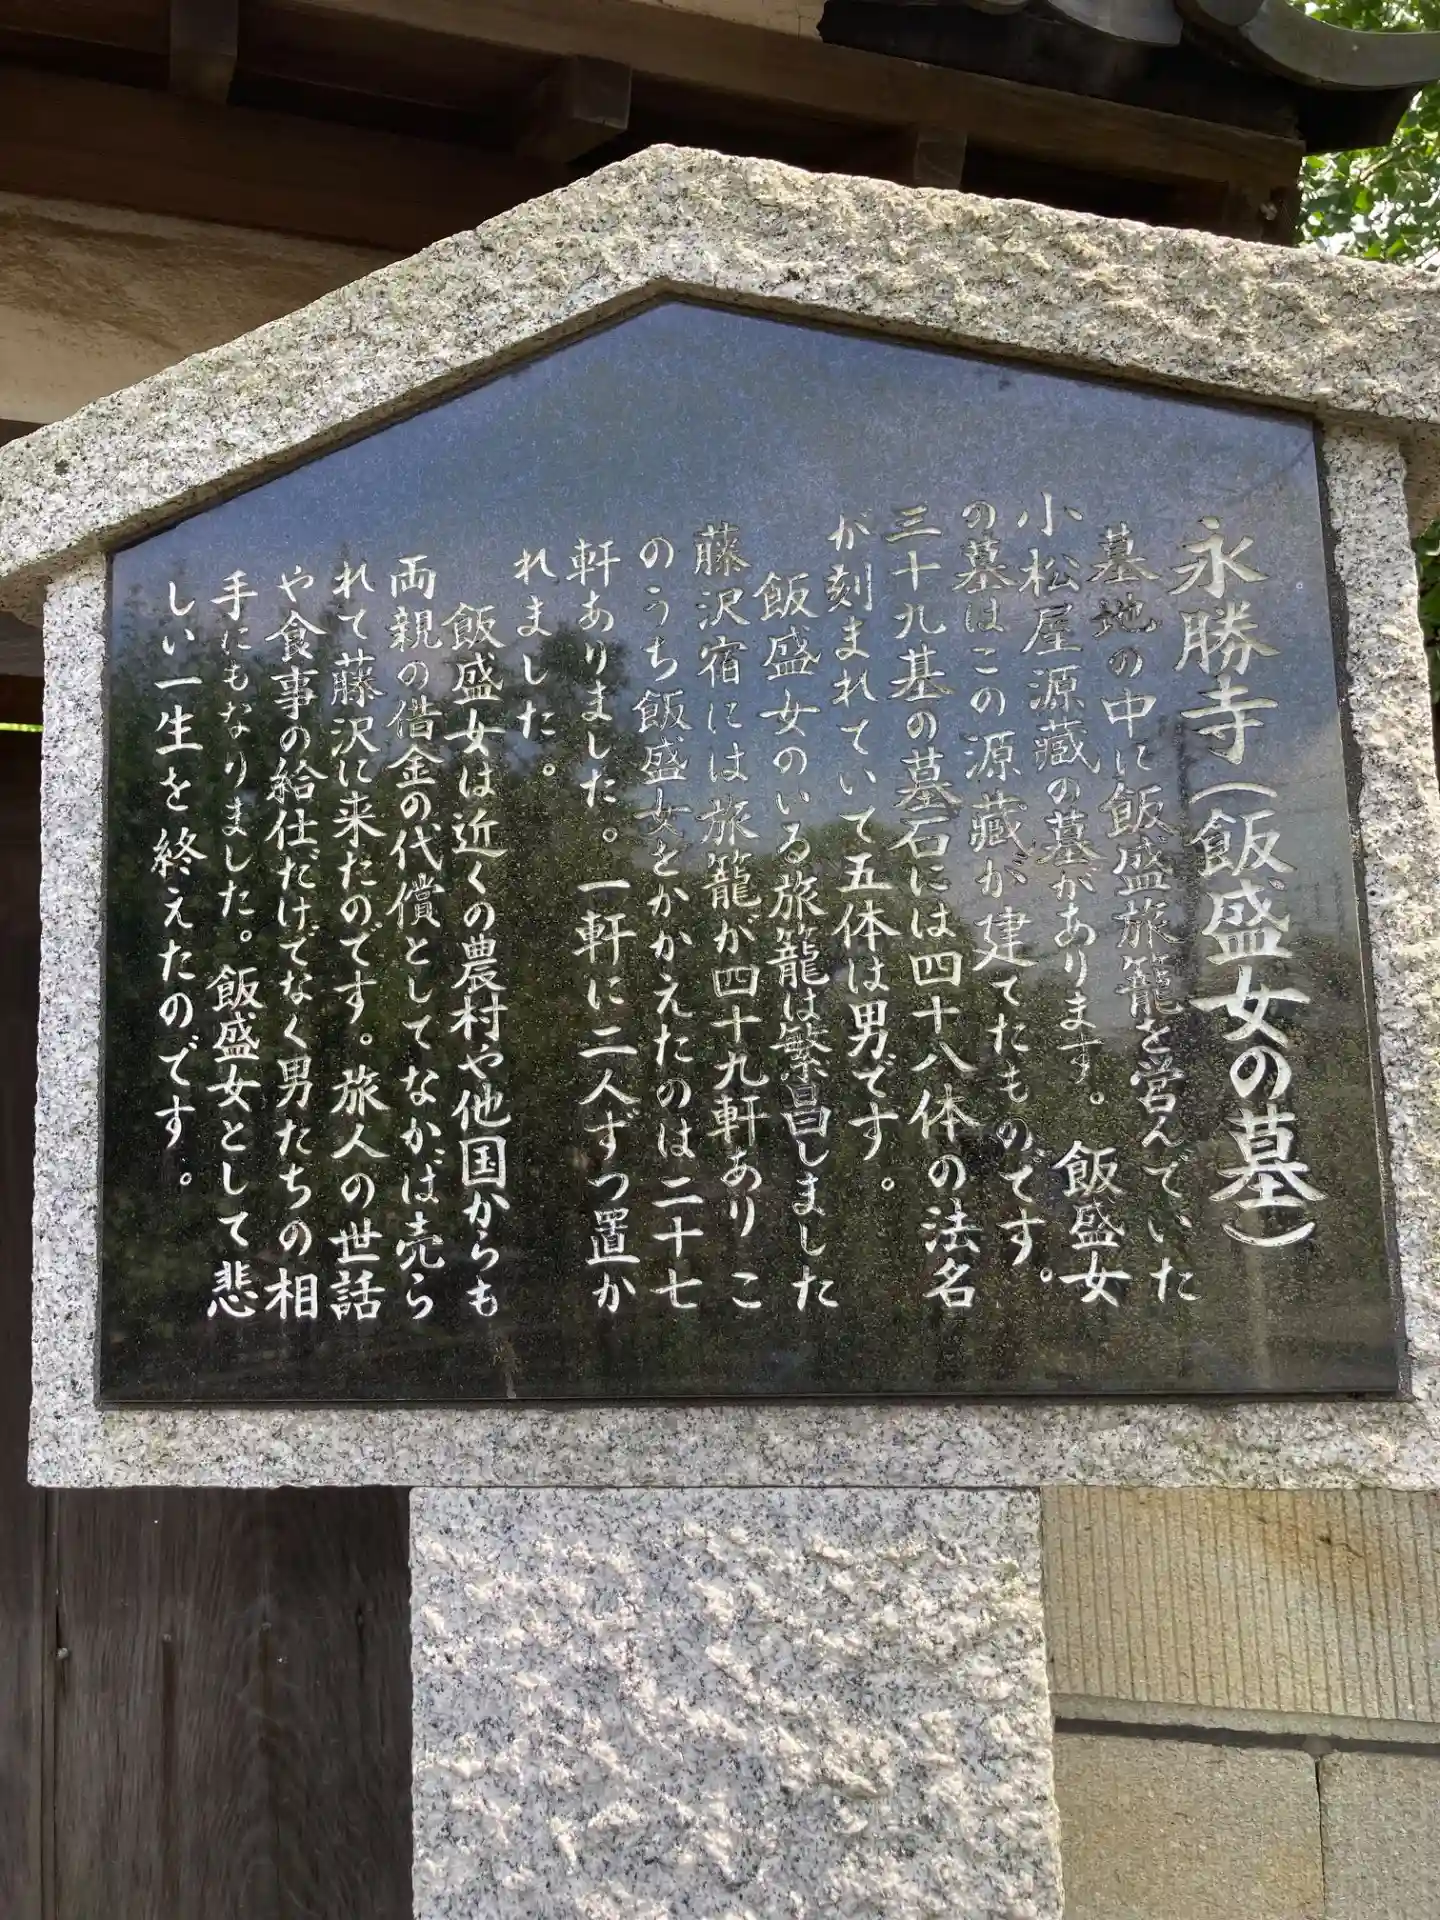 永勝寺(飯盛女の墓)
墓地の中に飯盛旅籠を営んでいた
小松屋源蔵の墓があります。飯盛女
の墓はこの源蔵が建てたものです。
三十九基の墓石には四十八体の法名
が刻まれていて五体は男です。
飯盛女のいる旅籠は繁昌しました
藤沢宿には旅籠が四十九軒ありこ
のうち飯盛女をかかえたのは二十七
軒ありました。一軒に二人ずつ置か
れました。
飯盛女は近くの農村や他国からも
両親の借金の代償としてなかば売ら
れて藤沢に来たのです。旅人の世話
や食事の給仕だけでなく男たちの相
手にもなりました。飯盛女として悲
しい一生を終えたのです。